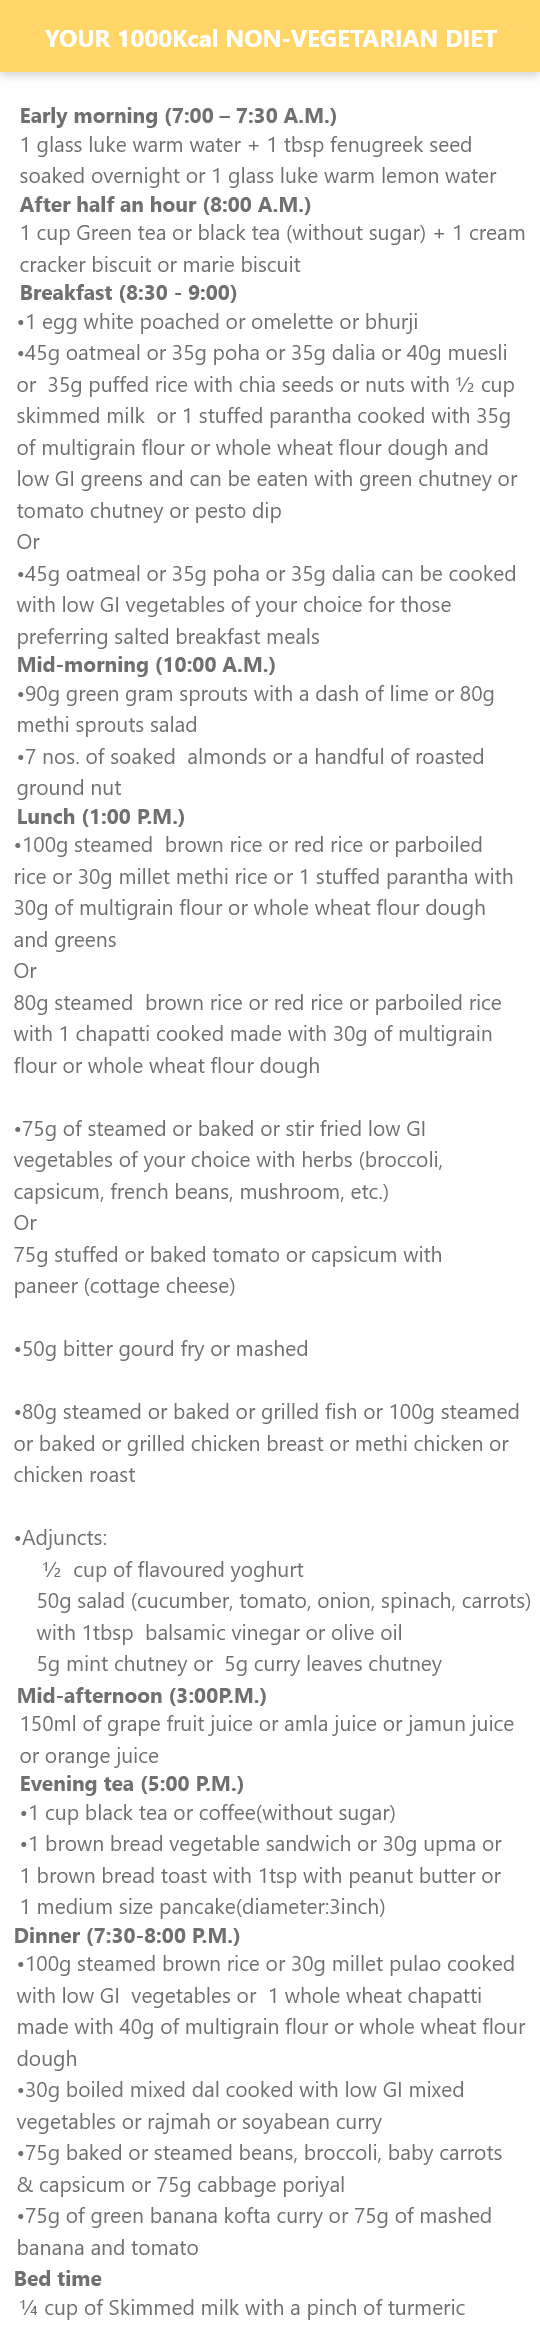 YOUR 1000Kcal NON-VEGETARIAN DIET
Early morning (7:00 – 7:30 A.M.)
1 glass luke warm water + 1 tbsp fenugreek seed
soaked overnight or 1 glass luke warm lemon water
After half an hour (8:00 A.M.)
1 cup Green tea or black tea (without sugar) + 1 cream
cracker biscuit or marie biscuit
Breakfast (8:30 - 9:00)
•1 egg white poached or omelette or bhurji
•45g oatmeal or 35g poha or 35g dalia or 40g muesli
or  35g puffed rice with chia seeds or nuts with ½ cup
skimmed milk  or 1 stuffed parantha cooked with 35g
of multigrain flour or whole wheat flour dough and
low GI greens and can be eaten with green chutney or
tomato chutney or pesto dip
Or
•45g oatmeal or 35g poha or 35g dalia can be cooked
with low GI vegetables of your choice for those
preferring salted breakfast meals
Mid-morning (10:00 A.M.)
•90g green gram sprouts with a dash of lime or 80g
methi sprouts salad
•7 nos. of soaked  almonds or a handful of roasted
ground nut
Lunch (1:00 P.M.)
•100g steamed  brown rice or red rice or parboiled
rice or 30g millet methi rice or 1 stuffed parantha with
30g of multigrain flour or whole wheat flour dough
and greens
Or
80g steamed  brown rice or red rice or parboiled rice
with 1 chapatti cooked made with 30g of multigrain
flour or whole wheat flour dough
•75g of steamed or baked or stir fried low GI
vegetables of your choice with herbs (broccoli,
capsicum, french beans, mushroom, etc.)
Or
75g stuffed or baked tomato or capsicum with
paneer (cottage cheese)
•50g bitter gourd fry or mashed
•80g steamed or baked or grilled fish or 100g steamed
or baked or grilled chicken breast or methi chicken or
chicken roast
•Adjuncts:
½  cup of flavoured yoghurt
50g salad (cucumber, tomato, onion, spinach, carrots)
with 1tbsp  balsamic vinegar or olive oil
5g mint chutney or  5g curry leaves chutney
Mid-afternoon (3:00P.M.)
150ml of grape fruit juice or amla juice or jamun juice
or orange juice
Evening tea (5:00 P.M.)
•1 cup black tea or coffee(without sugar)
•1 brown bread vegetable sandwich or 30g upma or
1 brown bread toast with 1tsp with peanut butter or
1 medium size pancake(diameter:3inch)
Dinner (7:30-8:00 P.M.)
•100g steamed brown rice or 30g millet pulao cooked
with low GI  vegetables or  1 whole wheat chapatti
made with 40g of multigrain flour or whole wheat flour
dough
•30g boiled mixed dal cooked with low GI mixed
vegetables or rajmah or soyabean curry
•75g baked or steamed beans, broccoli, baby carrots
& capsicum or 75g cabbage poriyal
•75g of green banana kofta curry or 75g of mashed
banana and tomato
Bed time
¼ cup of Skimmed milk with a pinch of turmeric